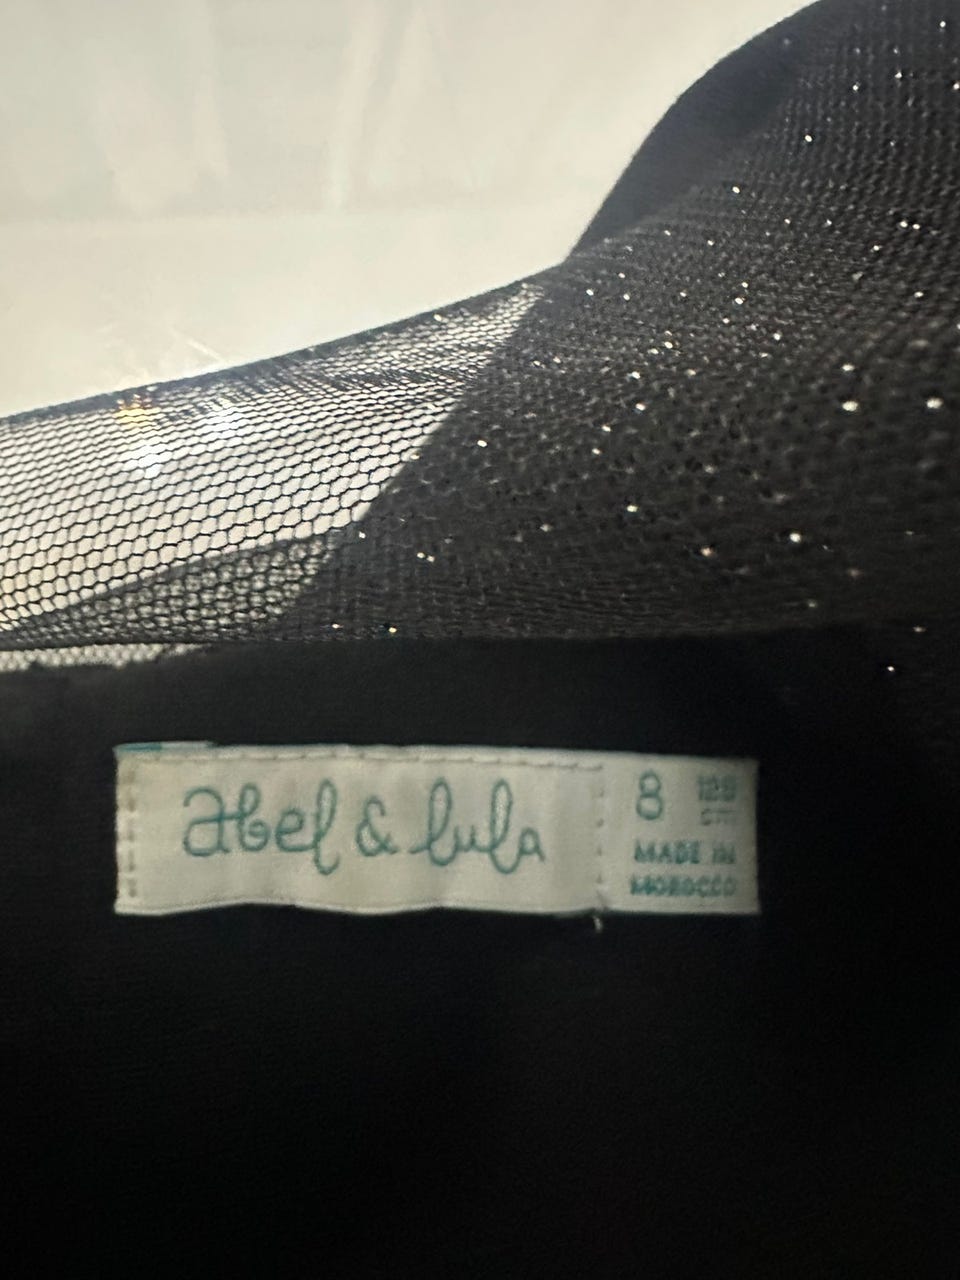 abel & lula
8 128
cm
MADE IN
MOROCCO